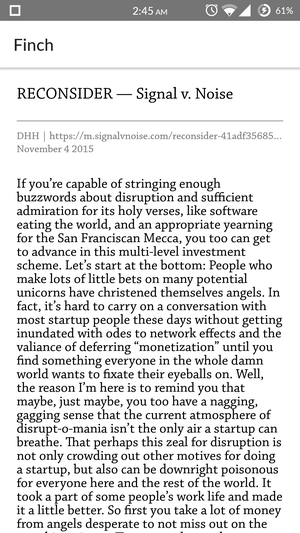 2:45 AM
61%
Finch
RECONSIDER — Signal v. Noise
DHH | https://m.signalvnoise.com/reconsider-41adf35685...
November 4 2015
If you're capable of stringing enough
buzzwords about disruption and sufficient
admiration for its holy verses, like software
eating the world, and an appropriate yearning
for the San Franciscan Mecca, you too can get
to advance in this multi-level investment
scheme. Let's start at the bottom: People who
make lots of little bets on many potential
unicorns have christened themselves angels. In
fact, it's hard to carry on a conversation with
most startup people these days without getting
inundated with odes to network effects and the
valiance of deferring “monetization” until you
find something everyone in the whole damn
world wants to fixate their eyeballs on. Well,
the reason I'm here is to remind you that
maybe, just maybe, you too have a nagging,
gagging sense that the current atmosphere of
disrupt-o-mania isn't the only air a startup can
breathe. That perhaps this zeal for disruption is
not only crowding out other motives for doing
a startup, but also can be downright poisonous
for everyone here and the rest of the world. It
took a part of some people's work life and made
it a little better. So first you take a lot of money
from angels desperate to not miss out on the